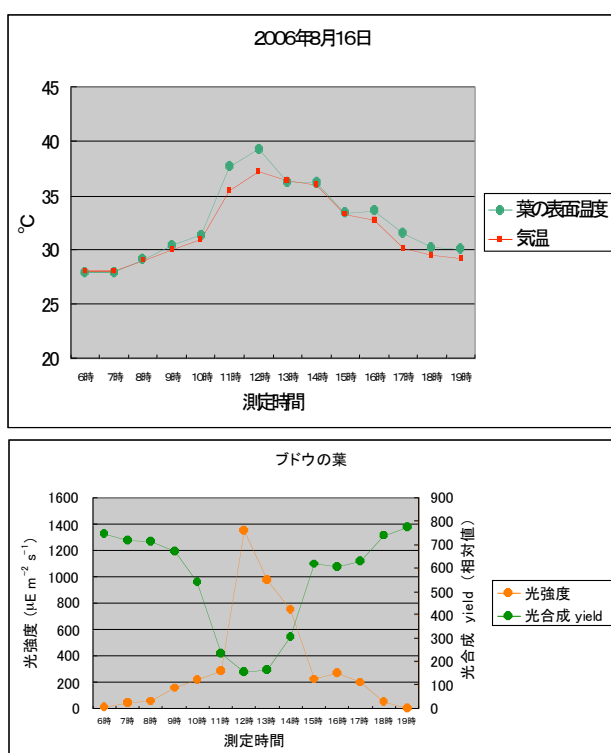 2006年8月16日
45
40
35
30
25
20
℃
6時 7時 8時 9時 10時 11時 12時 13時 14時 15時 16時 17時 18時 19時
測定時間
葉の表面温度
気温
ブドウの葉
1600
1400
1200
1000
800
600
400
200
0
光強度 (μE m⁻² s⁻¹)
900
800
700
600
500
400
300
200
100
0
光合成 yield (相対値)
6時 7時 8時 9時 10時 11時 12時 13時 14時 15時 16時 17時 18時 19時
測定時間
光強度
光合成 yield